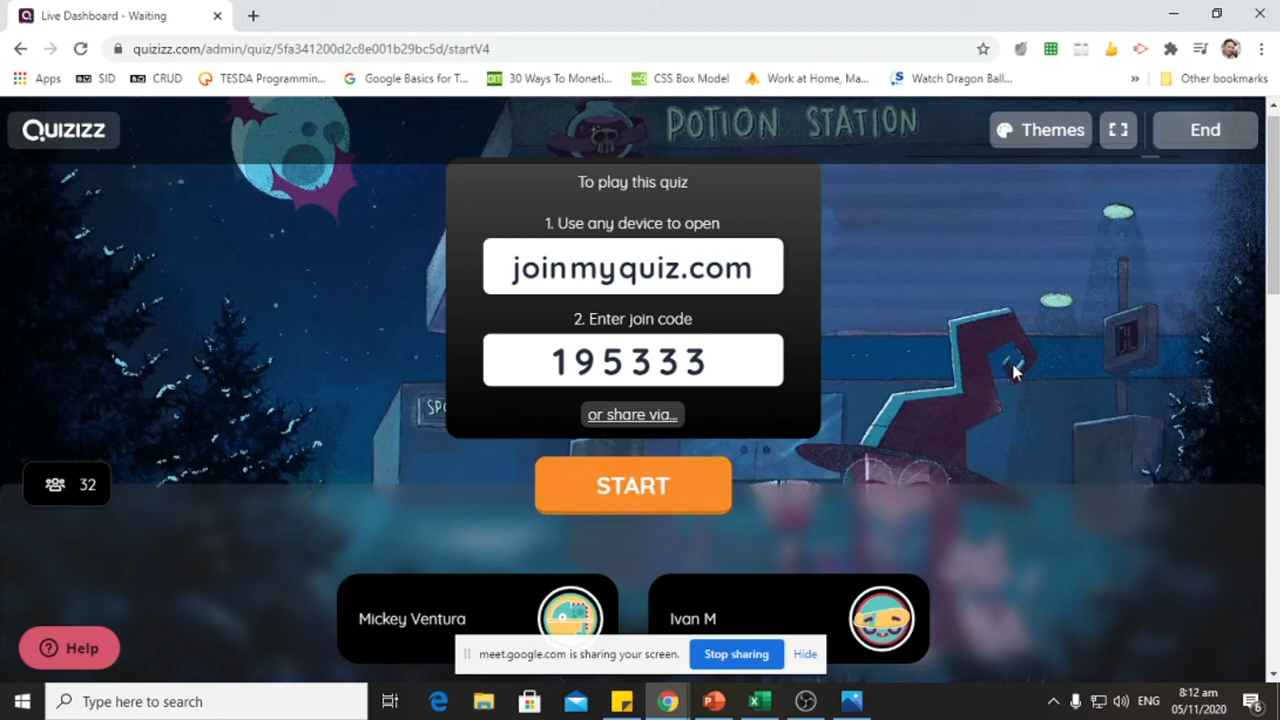 Live Dashboard - Waiting
quizizz.com/admin/quiz/5fa341200d2c8e001b29bc5d/startV4
Apps SID CRUD TESDA Programmin... Google Basics for T... 30 Ways To Moneti... CSS Box Model Work at Home, Ma... Watch Dragon Ball... » Other bookmarks
Quizizz
POTION STATION
Themes
End
To play this quiz
1. Use any device to open
joinmyquiz.com
2. Enter join code
195333
or share via...
32
START
Mickey Ventura
Ivan M
Help
meet.google.com is sharing your screen. Stop sharing Hide
Type here to search
ENG
8:12 am
05/11/2020
6